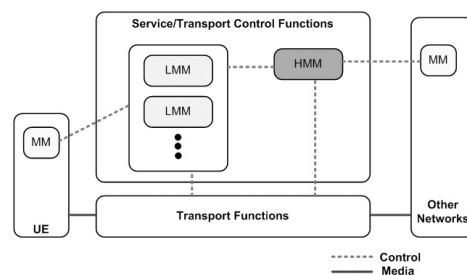 Service/Transport Control Functions
LMM
HMM
MM
LMM
MM
Transport Functions
UE
Other
Networks
Control
Media